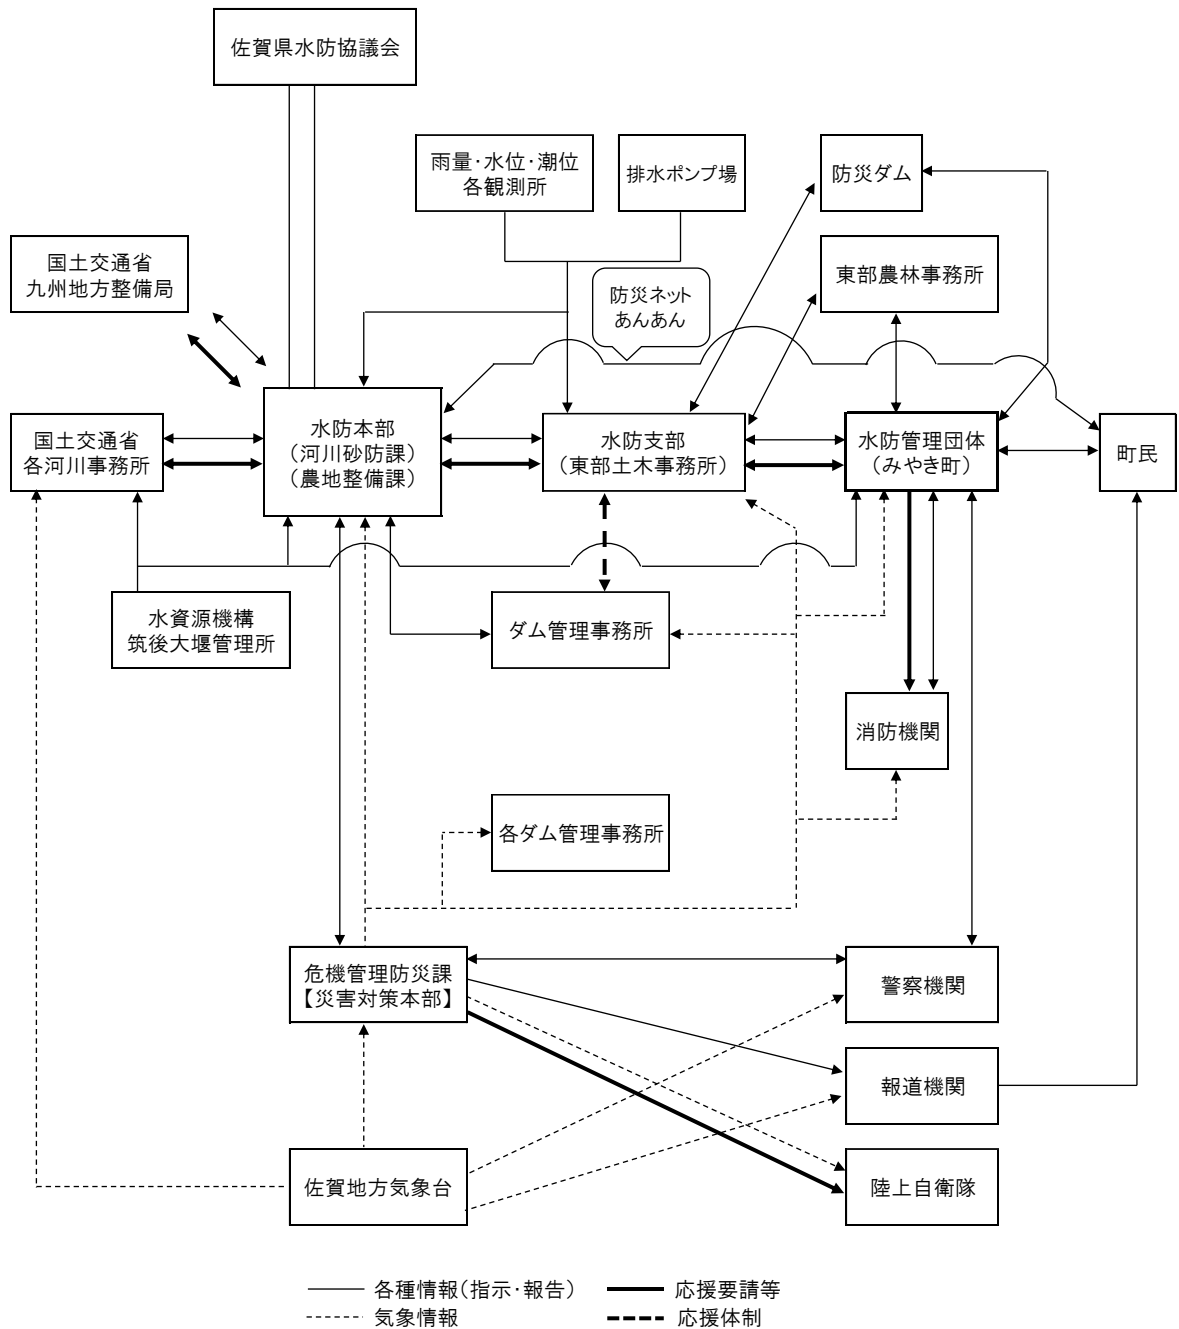 佐賀県水防協議会
雨量・水位・潮位
各観測所
排水ポンプ場
防災ダム
国土交通省
九州地方整備局
東部農林事務所
防災ネット
あんあん
国土交通省
各河川事務所
水防本部
（河川砂防課）
（農地整備課）
水防支部
（東部土木事務所）
水防管理団体
（みやき町）
町民
水資源機構
筑後大堰管理所
ダム管理事務所
消防機関
各ダム管理事務所
危機管理防災課
【災害対策本部】
警察機関
報道機関
佐賀地方気象台
陸上自衛隊
各種情報（指示・報告）
応援要請等
気象情報
応援体制